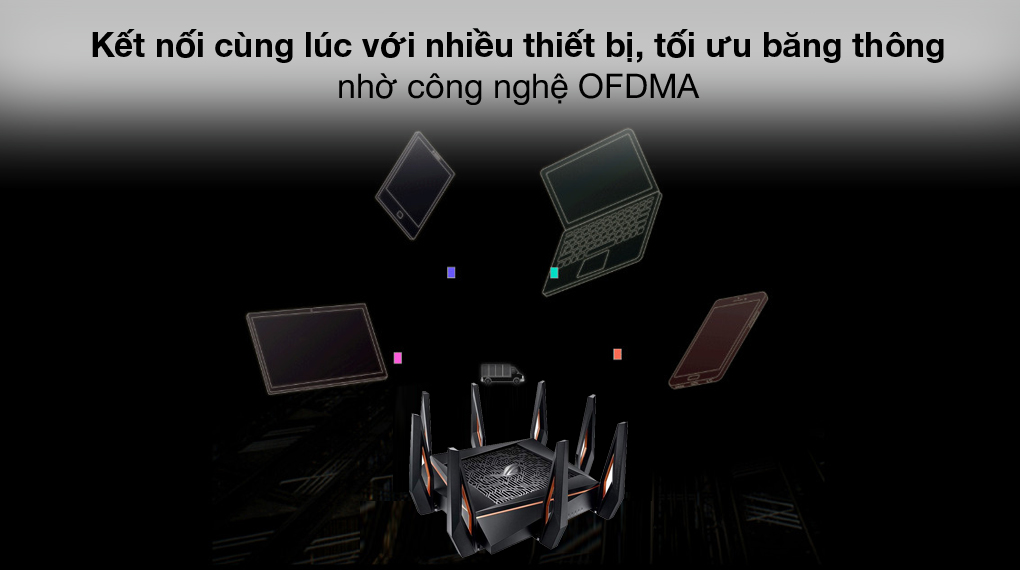 Kết nối cùng lúc với nhiều thiết bị, tối ưu băng thông
nhờ công nghệ OFDMA